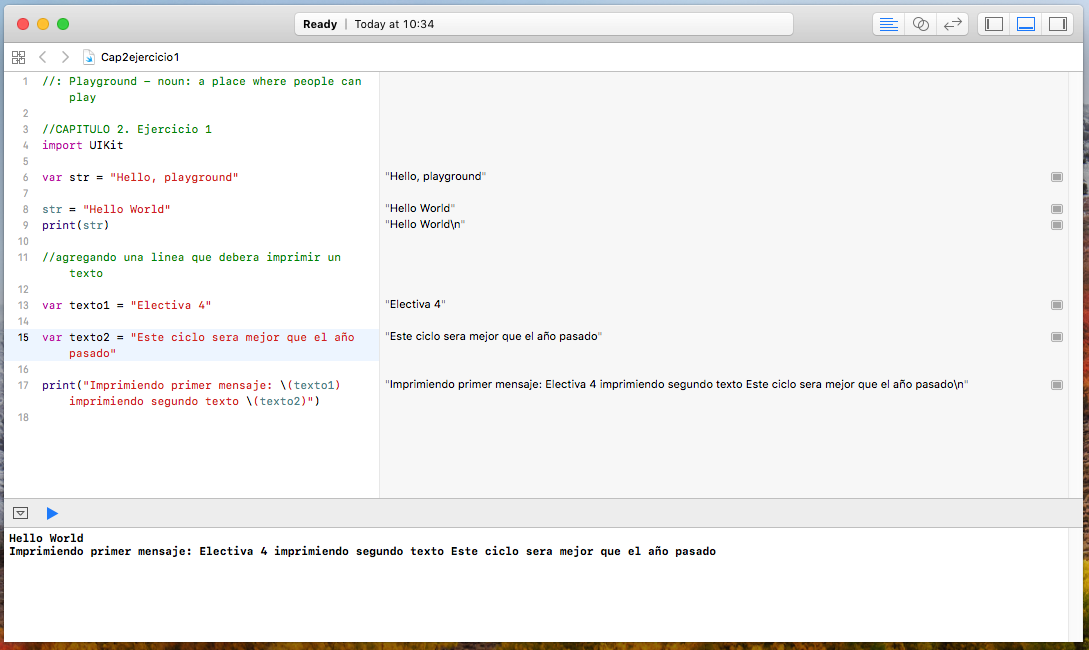 Ready | Today at 10:34
Cap2ejercicio1
1 //: Playground - noun: a place where people can
play
2
3 //CAPITULO 2. Ejercicio 1
4 import UIKit
5
6 var str = "Hello, playground" "Hello, playground"
7
8 str = "Hello World" "Hello World"
9 print(str) "Hello World\n"
10
11 //agregando una linea que debera imprimir un
texto
12
13 var texto1 = "Electiva 4" "Electiva 4"
14
15 var texto2 = "Este ciclo sera mejor que el año "Este ciclo sera mejor que el año pasado"
pasado"
16
17 print("Imprimiendo primer mensaje: \(texto1) "Imprimiendo primer mensaje: Electiva 4 imprimiendo segundo texto Este ciclo sera mejor que el año pasado\n"
imprimiendo segundo texto \(texto2)")
18
Hello World
Imprimiendo primer mensaje: Electiva 4 imprimiendo segundo texto Este ciclo sera mejor que el año pasado